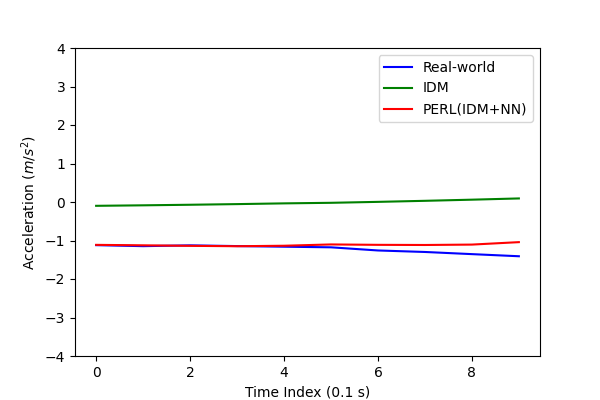 4
3
2
1
0
−1
−2
−3
−4
Acceleration (m/s²)
Real-world
IDM
PERL(IDM+NN)
0 2 4 6 8
Time Index (0.1 s)